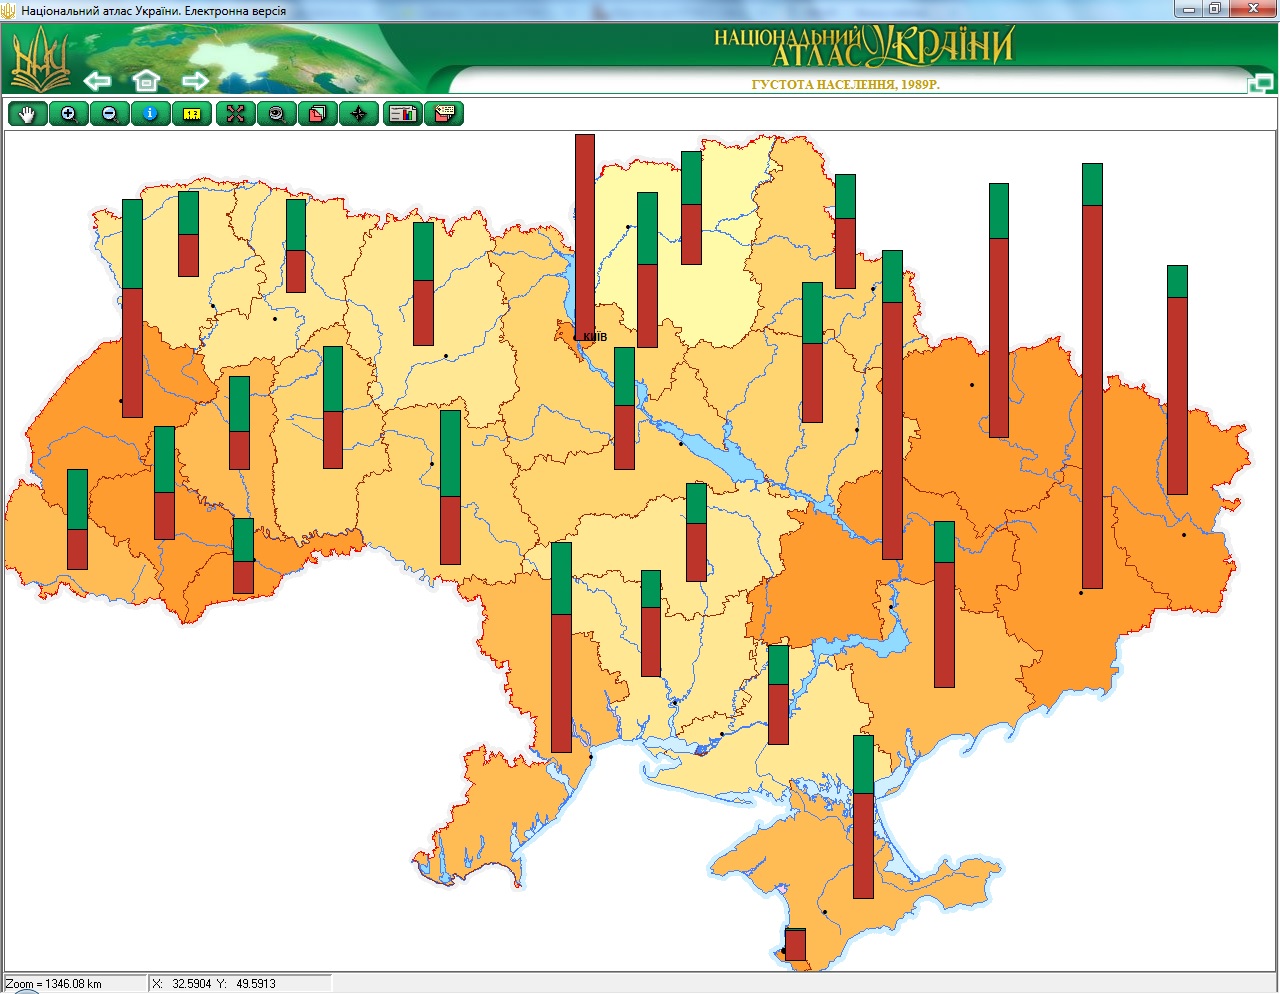 Національний атлас України. Електронна версія
НАЦІОНАЛЬНИЙ
АТЛАС УКРАЇНИ
ГУСТОТА НАСЕЛЕННЯ, 1989Р.
КИЇВ
Zoom = 1346.08 km X: 32.5904 Y: 49.5913